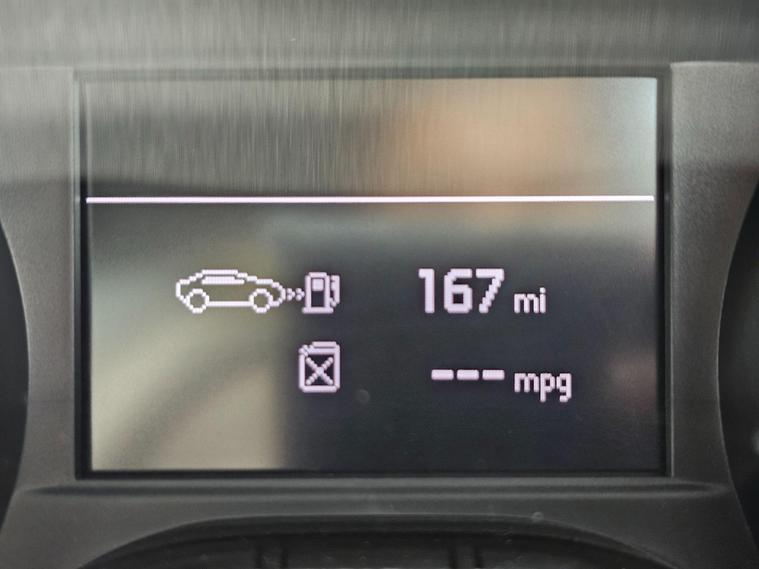 167 mi
--- mpg